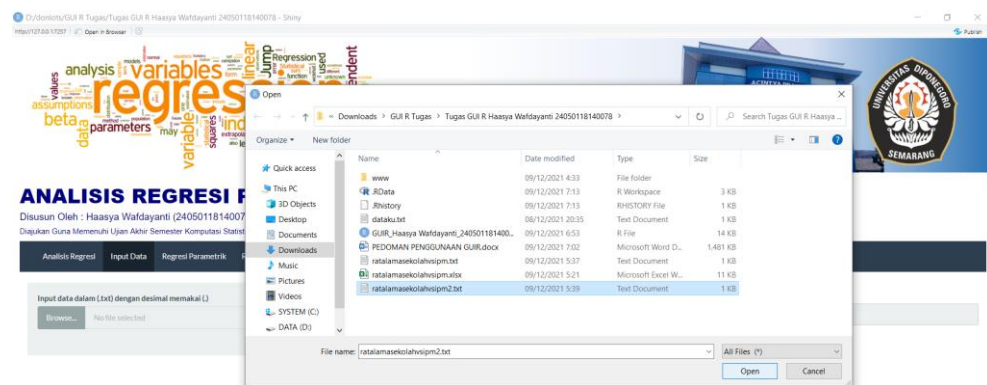 D:/donlots/GUI R Tugas/Tugas GUI R Haasya Wafdayanti 24050118140078 - Shiny
http://127.0.0.1:7257 Open in Browser Publish
analysis variables linear Jump Regression used
values assumptions regres
beta data parameters may variable squares
UNIVERSITAS DIPONEGORO
SEMARANG
ANALISIS REGRESI
Disusun Oleh : Haasya Wafdayanti (2405011814007
Diajukan Guna Memenuhi Ujian Akhir Semester Komputasi Statist
Analisis Regresi Input Data Regresi Parametrik
Input data dalam (.txt) dengan desimal memakai (.)
Browse... No file selected
Open
Downloads > GUI R Tugas > Tugas GUI R Haasya Wafdayanti 24050118140078 >
Search Tugas GUI R Haasya ...
Organize New folder
Quick access
This PC
3D Objects
Desktop
Documents
Downloads
Music
Pictures
Videos
SYSTEM (C:)
DATA (D:)
Name Date modified Type Size
www 09/12/2021 4:33 File folder
.RData 09/12/2021 7:13 R Workspace 3 KB
.Rhistory 09/12/2021 7:13 RHISTORY File 1 KB
dataku.txt 08/12/2021 20:35 Text Document 1 KB
GUIR_Haasya Wafdayanti_240501181400... 09/12/2021 6:53 R File 14 KB
PEDOMAN PENGGUNAAN GUIR.docx 09/12/2021 7:02 Microsoft Word D... 1.481 KB
ratalamasekolahvsipm.txt 09/12/2021 5:37 Text Document 1 KB
ratalamasekolahvsipm.xlsx 09/12/2021 5:21 Microsoft Excel W... 11 KB
ratalamasekolahvsipm2.txt 09/12/2021 5:39 Text Document 1 KB
File name: ratalamasekolahvsipm2.txt All Files (*)
Open Cancel